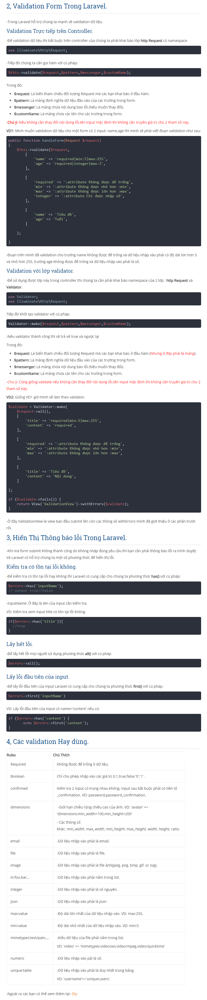 2, Validation Form Trong Laravel.
-Trong Laravel hỗ trợ chúng ta mạnh về validation dữ liệu.
Validation Trực tiếp trên Controller.
-Để validation dữ liệu thì bắt buộc trên controller của chúng ta phải khai báo lớp http Request có namespace
use Illuminate\Http\Request;
-Tiếp đó chúng ta cần gọi hàm với cú pháp:
$this->validate($request,$pattern,$messenger,$customName);
Trong đó:
• $request: Là biến tham chiếu đối tượng Request mà các bạn khai báo ở đầu hàm.
• $pattern: Là mảng định nghĩa dữ liệu đầu vào của các trường trong form.
• $messenger: Là mảng chứa nội dung báo lỗi (Nếu muốn thay đổi).
• $customName: Là mảng chứa các tên cho các trường trong form.
-Chú ý: Nếu không cần thay đổi nội dung lỗi,tên input mặc định thì không cần truyền giá trị cho 2 tham số này.
VD1: Mình muốn validation dữ liệu cho một form có 2 input: name,age thì mình sẽ phải viết đoạn validation như sau:
public function handleForm(Request $request)
{
$this->validate($request,
[
'name' => 'required|min:5|max:255',
'age' => 'required|integer|max:3',
],
[
'required' => ':attribute Không được để trống',
'min' => ':attribute Không được nhỏ hơn :min',
'max' => ':attribute Không được lớn hơn :max',
'integer' => ':attribute Chỉ được nhập số',
],
[
'name' => 'Tiêu đề',
'age' => 'Tuổi',
]
);
}
-Đoạn trên mình đã validation cho trường name không được để trống và dữ liệu nhập vào phải có độ dài lơn hơn 5
và nhỏ hơn 255, trường age không được để trống và dữ liệu nhập vào phải là số.
Validation với lớp validator.
-Để sử dụng được lớp này trong controller thì chúng ta cần phải khai báo namespace của 2 lớp : http Request và
Validator.
use Validator;
use Illuminate\Http\Request;
Tiếp đó khởi tạo validator với cú pháp:
Validator::make($request,$pattern,$messenger,$customName);
-Nếu validator thành công thì sẽ trả về true và ngược lại
Trong đó:
• $request: Là biến tham chiếu đối tượng Request mà các bạn khai báo ở đầu hàm (Nhưng ở đây phải là mảng).
• $pattern: Là mảng định nghĩa dữ liệu đầu vào của các trường trong form.
• $messenger: Là mảng chứa nội dung báo lỗi (Nếu muốn thay đổi).
• $customName: Là mảng chứa các tên cho các trường trong form.
-Chú ý: Cũng giống validate nếu không cần thay đổi nội dung lỗi,tên input mặc định thì không cần truyền giá trị cho 2
tham số này.
VD2: Giống VD1 giờ mình sẽ làm theo validator.
$validate = Validator::make(
$request->all(),
[
'title' => 'required|min:5|max:255',
'content' => 'required',
],
[
'required' => ':attribute Không được để trống',
'min' => ':attribute Không được nhỏ hơn :min',
'max' => ':attribute Không được lớn hơn :max',
],
[
'title' => 'Tiêu đề',
'content' => 'Nội dung',
]
);
if ($validate->fails()) {
return View('ValidationView')->withErrors($validate);
}
-Ở đây ValidationView là view ban đầu submit lên còn các thông số withErrors mình đã giới thiệu ở các phần trước
rồi.
3, Hiển Thị Thông báo lỗi Trong Laravel.
-Khi mà form submit không thành công do không nhập đúng yêu cầu thì bạn cần phải thông báo lỗi ra trình duyệt.
Và Laravel có hỗ trợ chúng ta một số phương thức để hiển thị lỗi.
Kiểm tra có tồn tại lỗi không.
-Để kiểm tra có tồn tại lỗi hay không thì Laravel có cung cấp cho chúng ta phương thức has() với cú pháp:
$errors->has('inputName');
// output true||false
-inputName: Ở đây là tên của input cần kiểm tra.
VD: Kiểm tra xem input title có tồn tại lỗi không.
if($errors->has('title')){
//true
}
Lấy hết lỗi.
-Để lấy hết lỗi mọi người sử dụng phương thức all() với cú pháp
$errors->all();
Lấy lỗi đầu tiên của input.
-Để lấy lỗi đầu tiên của input Laravel có cung cấp cho chúng ta phương thức first() với cú pháp:
$errors->first('inputName')
VD: Lấy lỗi đầu tiên của input có name='content' nếu có:
if ($errors->has('content') {
echo $errors->first('content');
}
4, Các validation Hay dùng.
Rules Chú Thích
Required Không được để trống ô dữ liệu.
Boolean Chỉ cho phép nhập vào các giá trị 0,1,true,false,'0','1' .
confirmed Kiểm tra 2 input có trùng nhau không, input sau bắt buộc phải có tiền tố
_confirmation. VD: password,password_confirmation.
dimensions -Giới hạn chiều rộng chiều cao của ảnh. VD: 'avatar' =>
'dimensions:min_width=100,min_height=200'
- Các thông số
khác: min_width, max_width, min_height, max_height, width, height, ratio.
email -Dữ liệu nhập vào phải là email.
file -Dữ liệu nhập vào phải là file.
image -Dữ liệu nhập vào phải là file ảnh(jpeg, png, bmp, gif, or svg).
in:foo,bar,... -Dữ liệu nhập vào phải nằm trong list.
integer -Dữ liệu nhập vào phải là số nguyên.
json -Dữ liệu nhập vào phải là json
max:value -Độ dài lớn nhất của dữ liệu nhập vào. VD: max:255.
min:value -Độ dài nhỏ nhất của dữ liệu nhập vào. VD: min:5.
mimetypes:text/pain,... -Kiểu dữ liệu của file phải nằm trong list.
VD: 'video' => 'mimetypes:video/avi,video/mpeg,video/quicktime'
numeric -Dữ liệu nhập vào pải là số.
unique:table -Dữ liệu nhập vào phải là duy nhất trong bảng.
VD: 'username'=>'unique:users'.
-Ngoài ra các bạn có thể xem thêm tại: đây